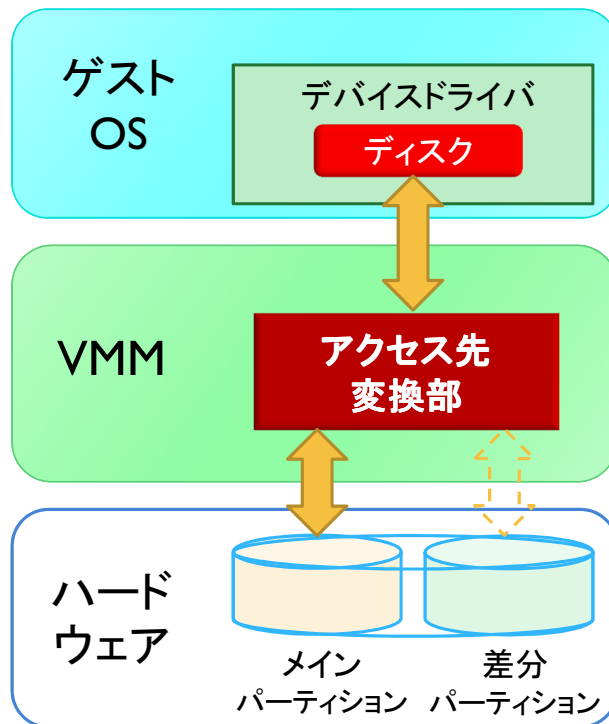 ゲスト
OS
デバイスドライバ
ディスク
VMM
アクセス先
変換部
ハード
ウェア
メイン
パーティション
差分
パーティション